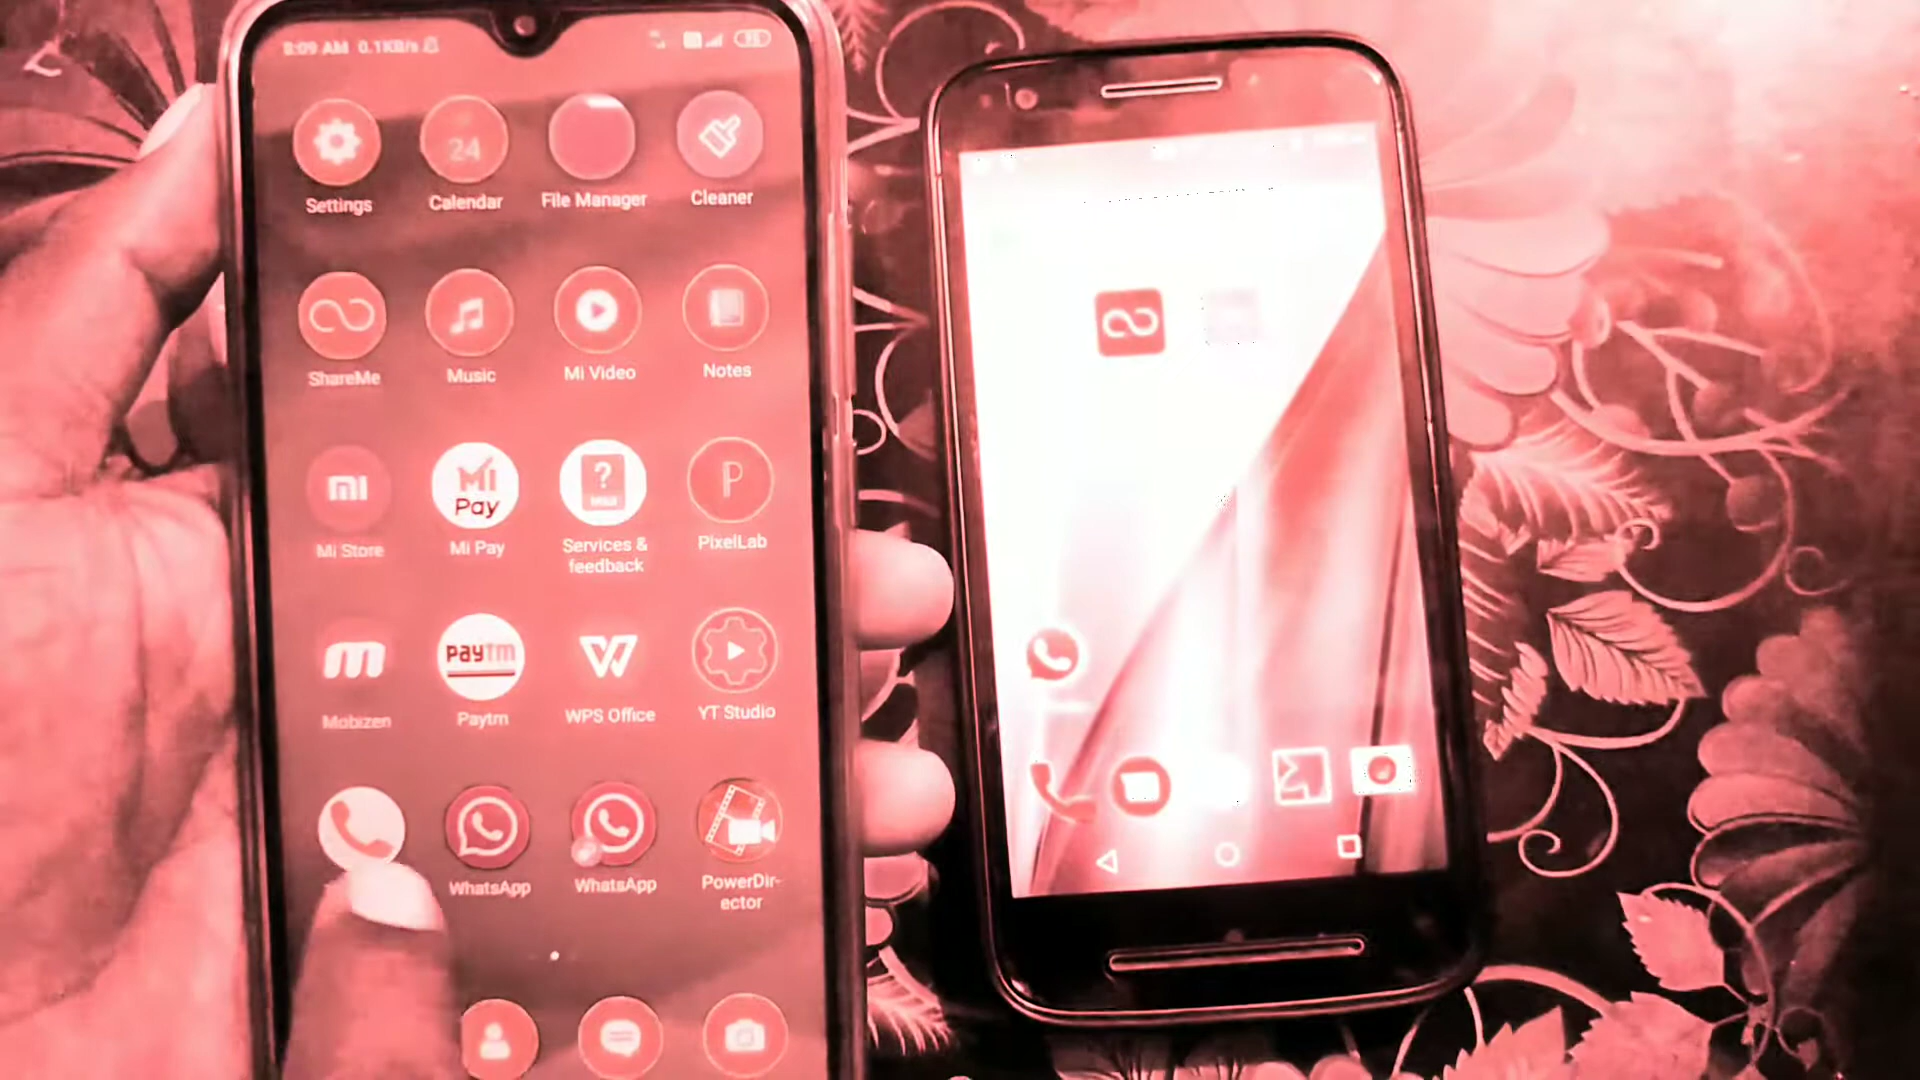 8:09 AM 0.1KB/s
24
Settings Calendar File Manager Cleaner
ShareMe Music Mi Video Notes
MI Pay
P
Mi Store Mi Pay Services & feedback PixelLab
paytm
Mobizen Paytm WPS Office YT Studio
WhatsApp WhatsApp PowerDir-
ector